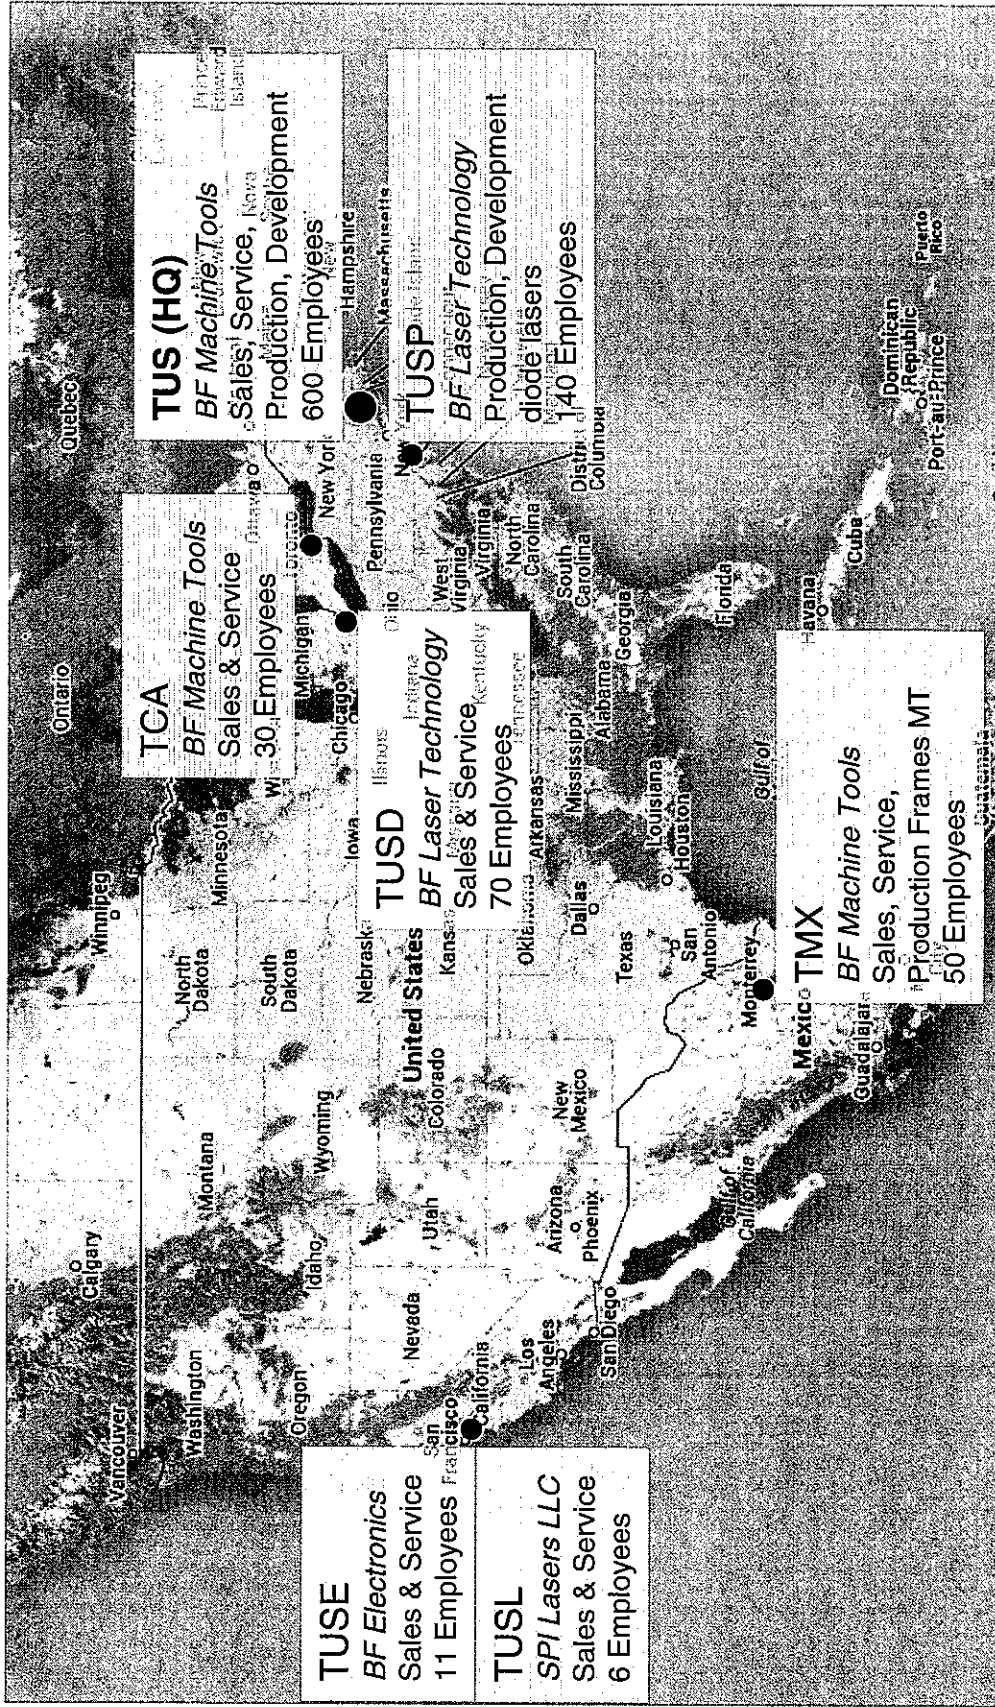 TUS (HQ)
BF Machine Tools
Sales, Service,
Production, Development
600 Employees
TUSP
BF Laser Technology
Production, Development
diode lasers
140 Employees
TCA
BF Machine Tools
Sales & Service
30 Employees
TUSD
BF Laser Technology
Sales & Service
70 Employees
TMX
BF Machine Tools
Sales, Service,
Production Frames MT
50 Employees
TUSE
BF Electronics
Sales & Service
11 Employees
TUSL
SPI Lasers LLC
Sales & Service
6 Employees
Vancouver
Calgary
Winnipeg
Ontario
Quebec
Ottawa
Prince
Edward
Island
Nova
Washington
Montana
North
Dakota
Minnesota
Michigan
New York
Hampshire
Massachusetts
Oregon
Idaho
Wyoming
South
Dakota
Iowa
Chicago
Illinois
Indiana
Ohio
Pennsylvania
Nevada
Utah
Colorado
United States
Nebrask
Kans
Kentucky
West
Virginia
Virginia
Columbia
San
Francisco
California
Los
Angeles
San Diego
Arizona
Phoenix
New
Mexico
Oklahoma
Arkansas
North
Carolina
South
Carolina
Dallas
Texas
Mississippi
Alabama
Georgia
Louisiana
Houston
San
Antonio
Florida
Gulf of
California
Monterrey
Gulf of
Mexico
Guadalajara
Havana
Cuba
Dominican
Republic
Port-au-Prince
Puerto
Rico
Guatemala